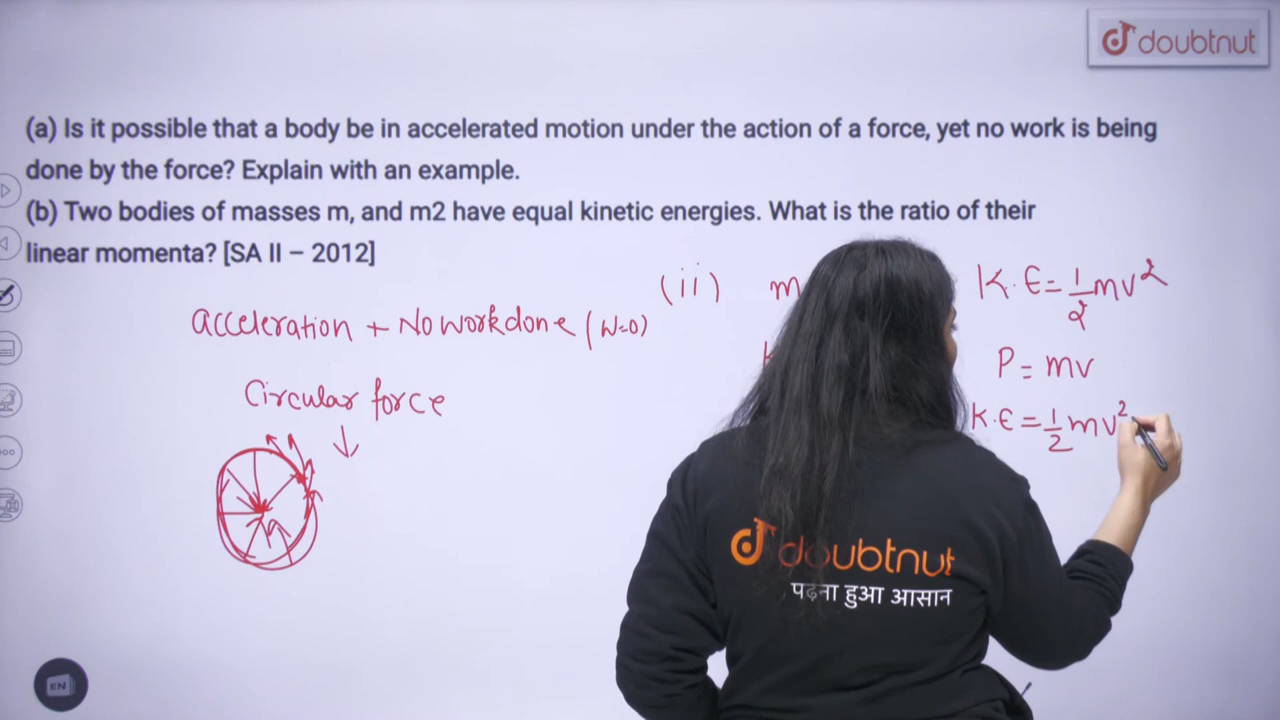 doubtnut
(a) Is it possible that a body be in accelerated motion under the action of a force, yet no work is being
done by the force? Explain with an example.
(b) Two bodies of masses m, and m2 have equal kinetic energies. What is the ratio of their
linear momenta? [SA II – 2012]
Acceleration + No work done (W=0)
Circular force
(ii) m
K.E = 1/2 mv²
P = mv
K.E = 1/2 mv²
doubtnut
पढ़ना हुआ आसान
EN